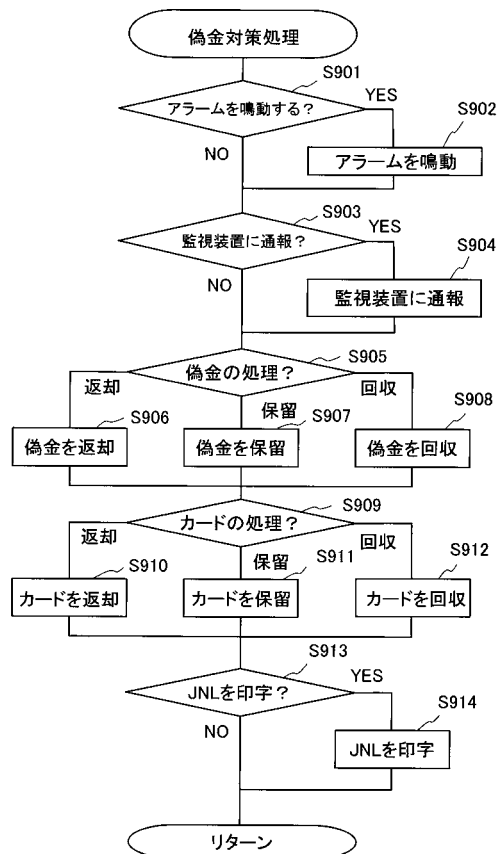 偽金対策処理
S901
アラームを鳴動する?
YES
S902
NO
アラームを鳴動
S903
監視装置に通報?
YES
S904
NO
監視装置に通報
S905
偽金の処理?
返却
保留
回収
S906
S907
S908
偽金を返却
偽金を保留
偽金を回収
S909
カードの処理?
返却
保留
回収
S910
S911
S912
カードを返却
カードを保留
カードを回収
S913
JNLを印字?
YES
S914
NO
JNLを印字
リターン